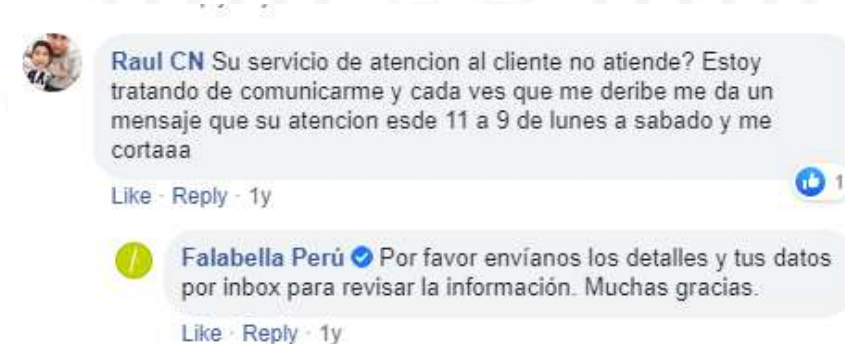 Raul CN Su servicio de atencion al cliente no atiende? Estoy
tratando de comunicarme y cada ves que me deribe me da un
mensaje que su atencion esde 11 a 9 de lunes a sabado y me
cortaaa
1
Like · Reply · 1y
Falabella Perú Por favor envíanos los detalles y tus datos
por inbox para revisar la información. Muchas gracias.
Like · Reply · 1y